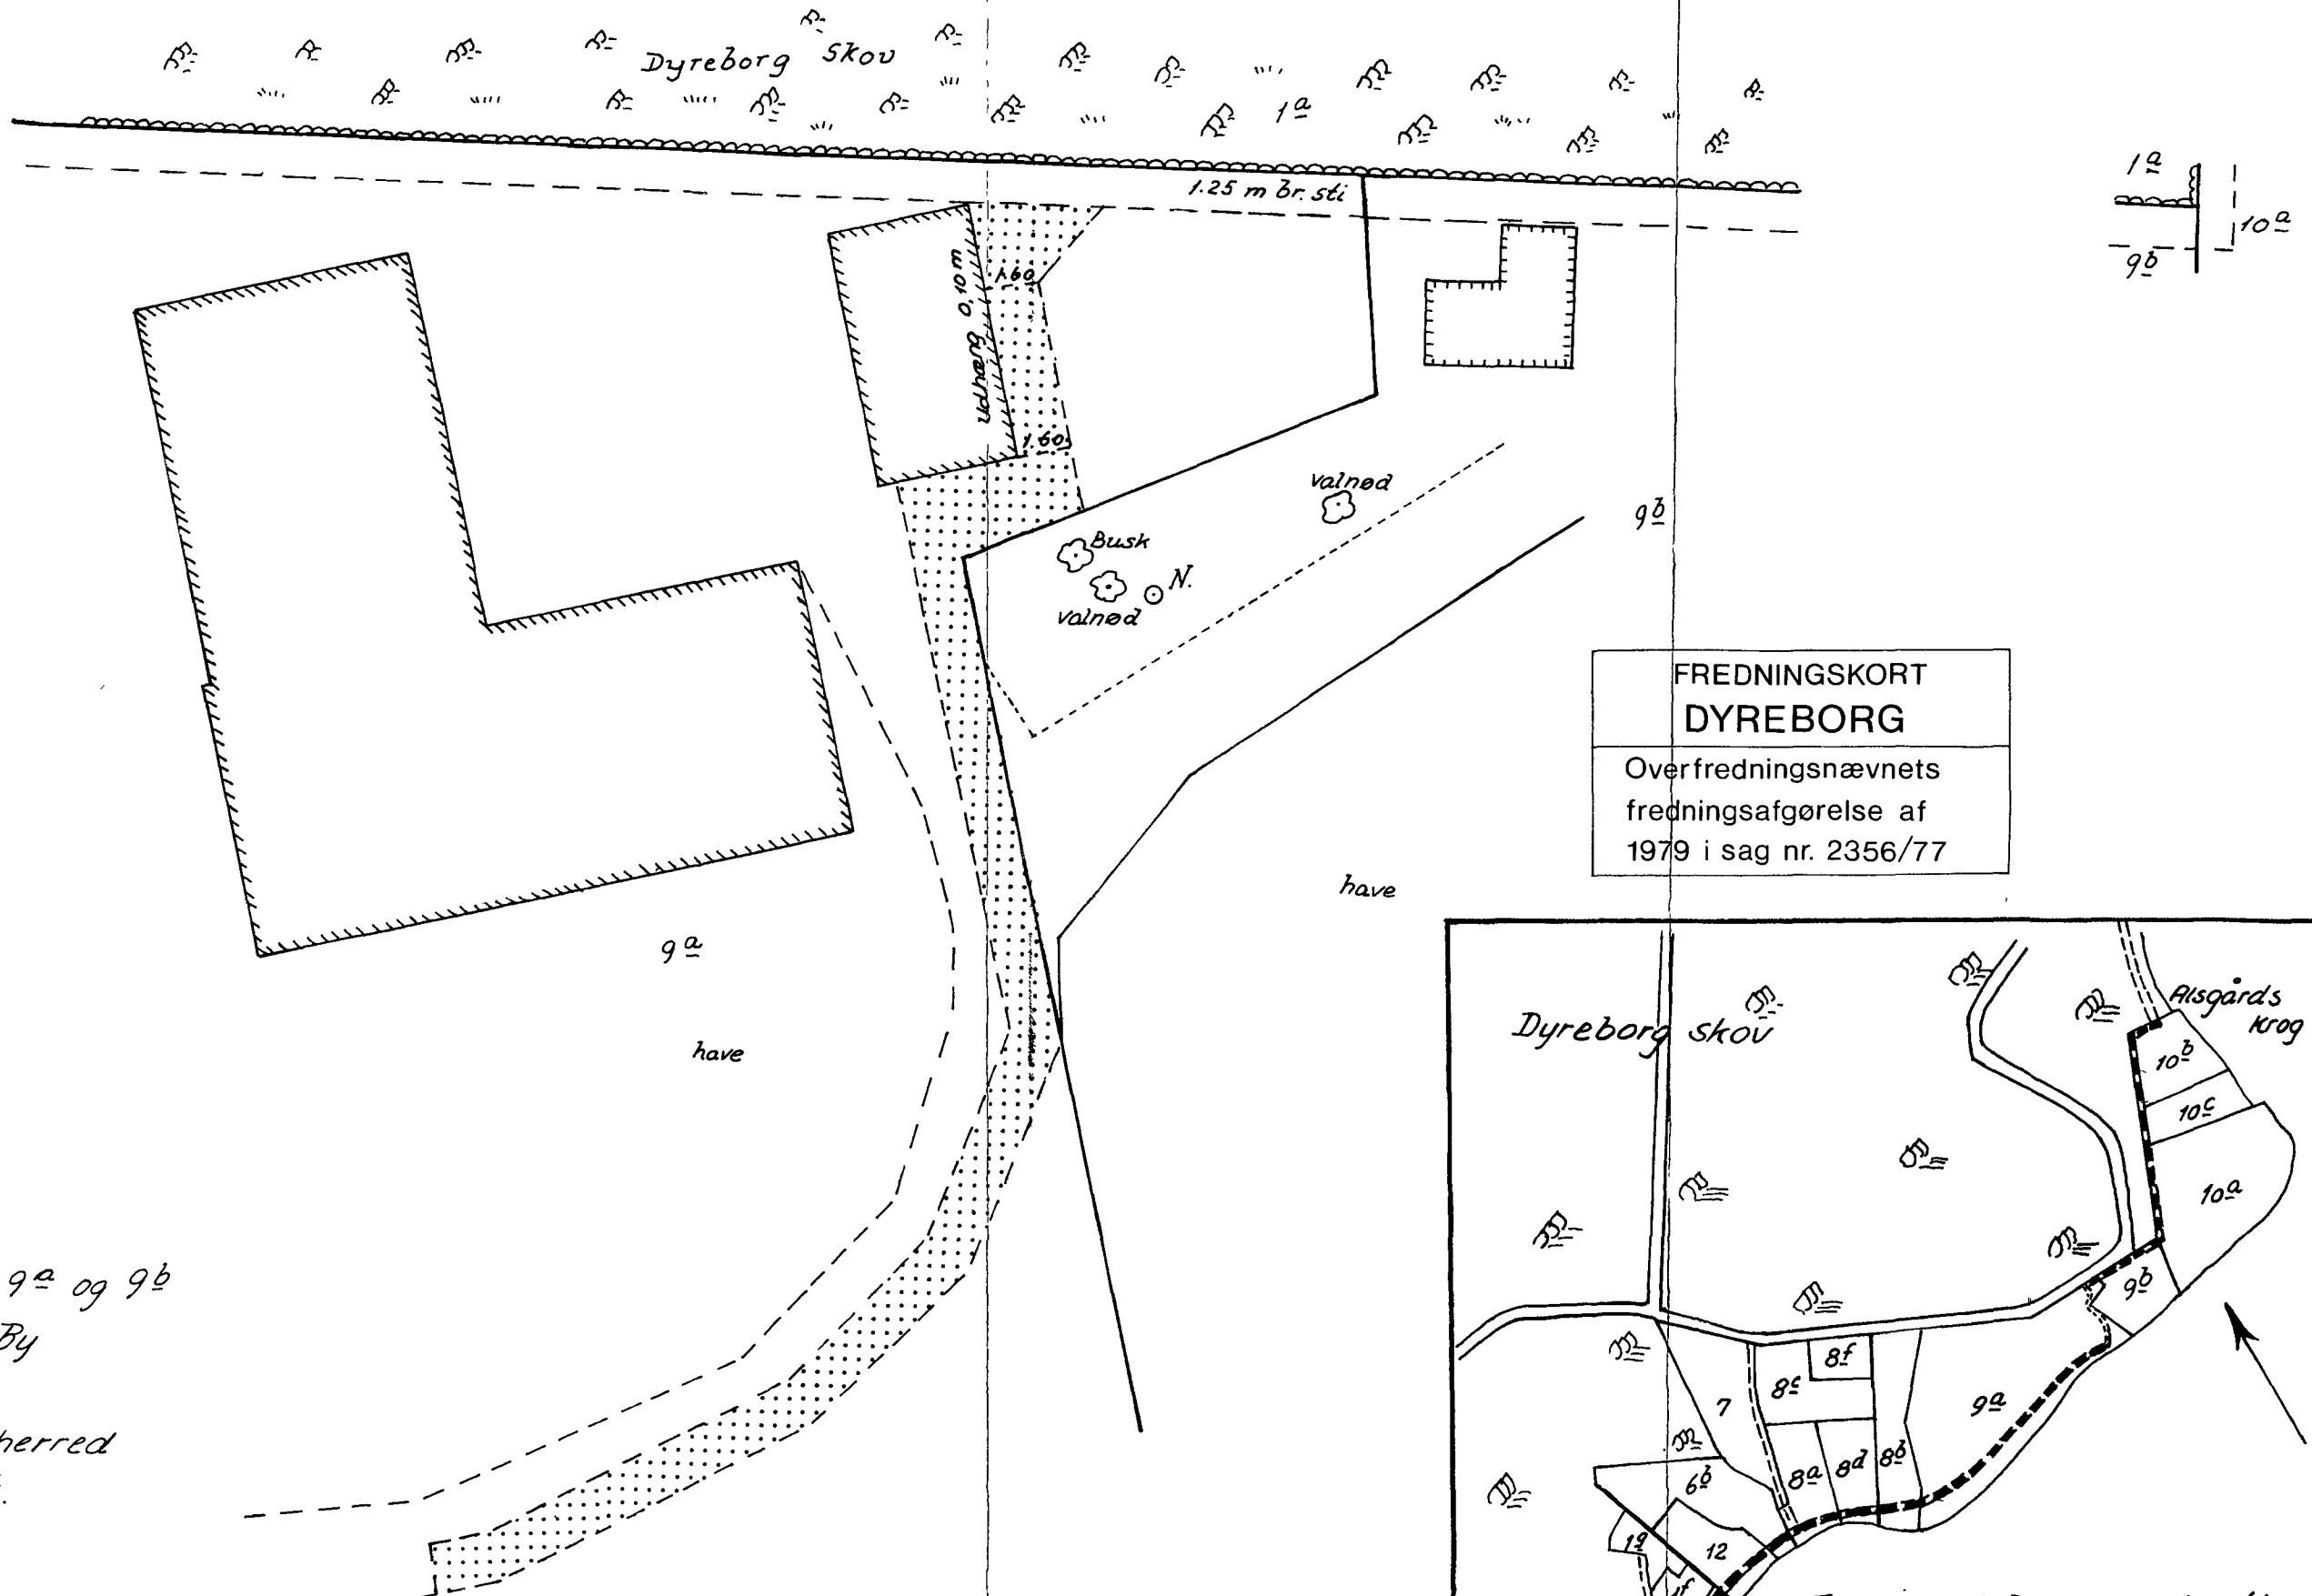 Dyreborg skov
1a
1.25 m br. sti
1a
10a
9b
1.60
udhæng 0,10 m
1.60
valnød
Busk
N.
valnød
9b
FREDNINGSKORT
DYREBORG
Overfredningsnævnets
fredningsafgørelse af
1979 i sag nr. 2356/77
have
9a
have
9a og 9b
By
herred
Dyreborg skov
Alsgårds
Krog
10b
10c
10a
9b
8f
8c
7
9a
8a
8d
8b
6b
12